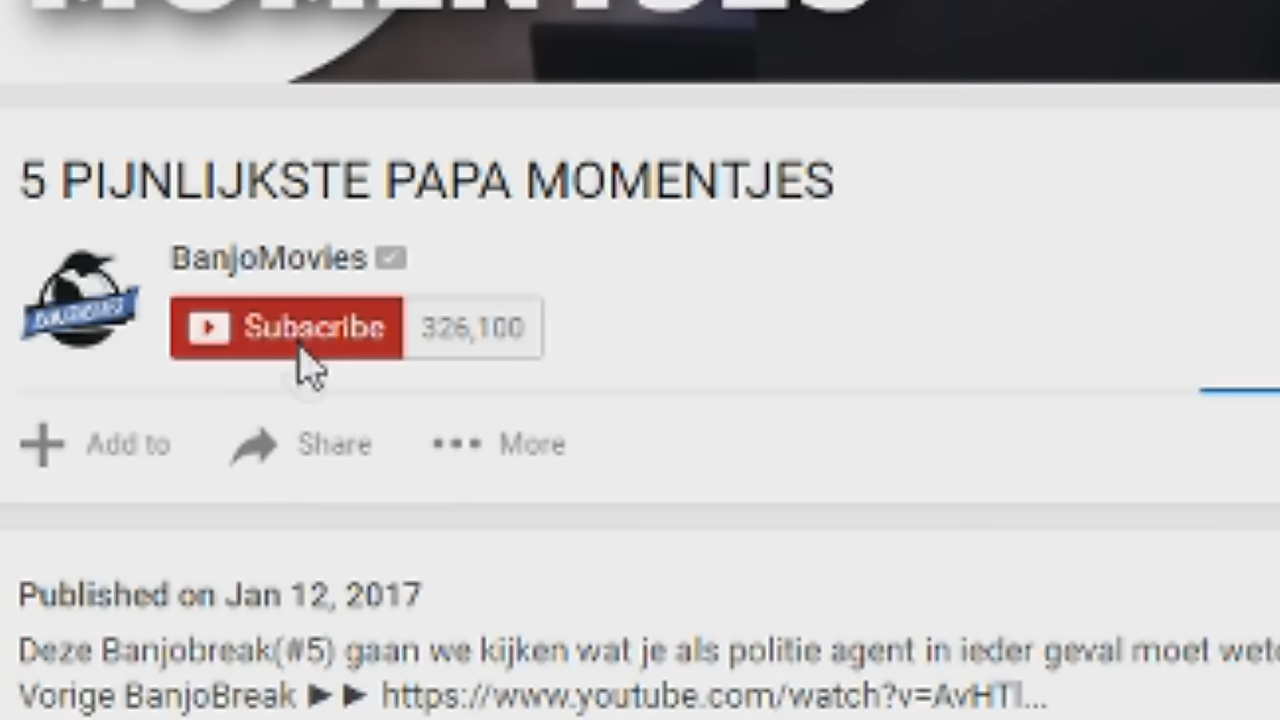 MOMENTJES
5 PIJNLIJKSTE PAPA MOMENTJES
BanjoMovies
Subscribe 326,100
Add to Share More
Published on Jan 12, 2017
Deze Banjobreak(#5) gaan we kijken wat je als politie agent in ieder geval moet
Vorige BanjoBreak ►► https://www.youtube.com/watch?v=AvHTl...